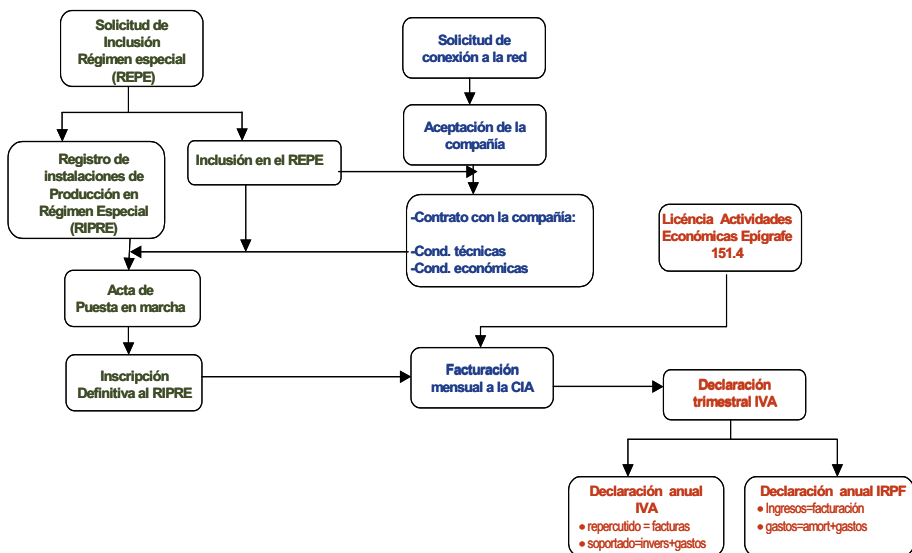 Solicitud de
Inclusión
Régimen especial
(REPE)
Solicitud de
conexión a la red
Registro de
instalaciones de
Producción en
Régimen Especial
(RIPRE)
Inclusión en el REPE
Aceptación de la
compañía
-Contrato con la compañía:
-Cond. técnicas
-Cond. económicas
Licéncia Actividades
Económicas Epígrafe
151.4
Acta de
Puesta en marcha
Inscripción
Definitiva al RIPRE
Facturación
mensual a la CIA
Declaración
trimestral IVA
Declaración anual
IVA
• repercutido = facturas
• soportado=invers+gastos
Declaración anual IRPF
• Ingresos=facturación
• gastos=amort+gastos